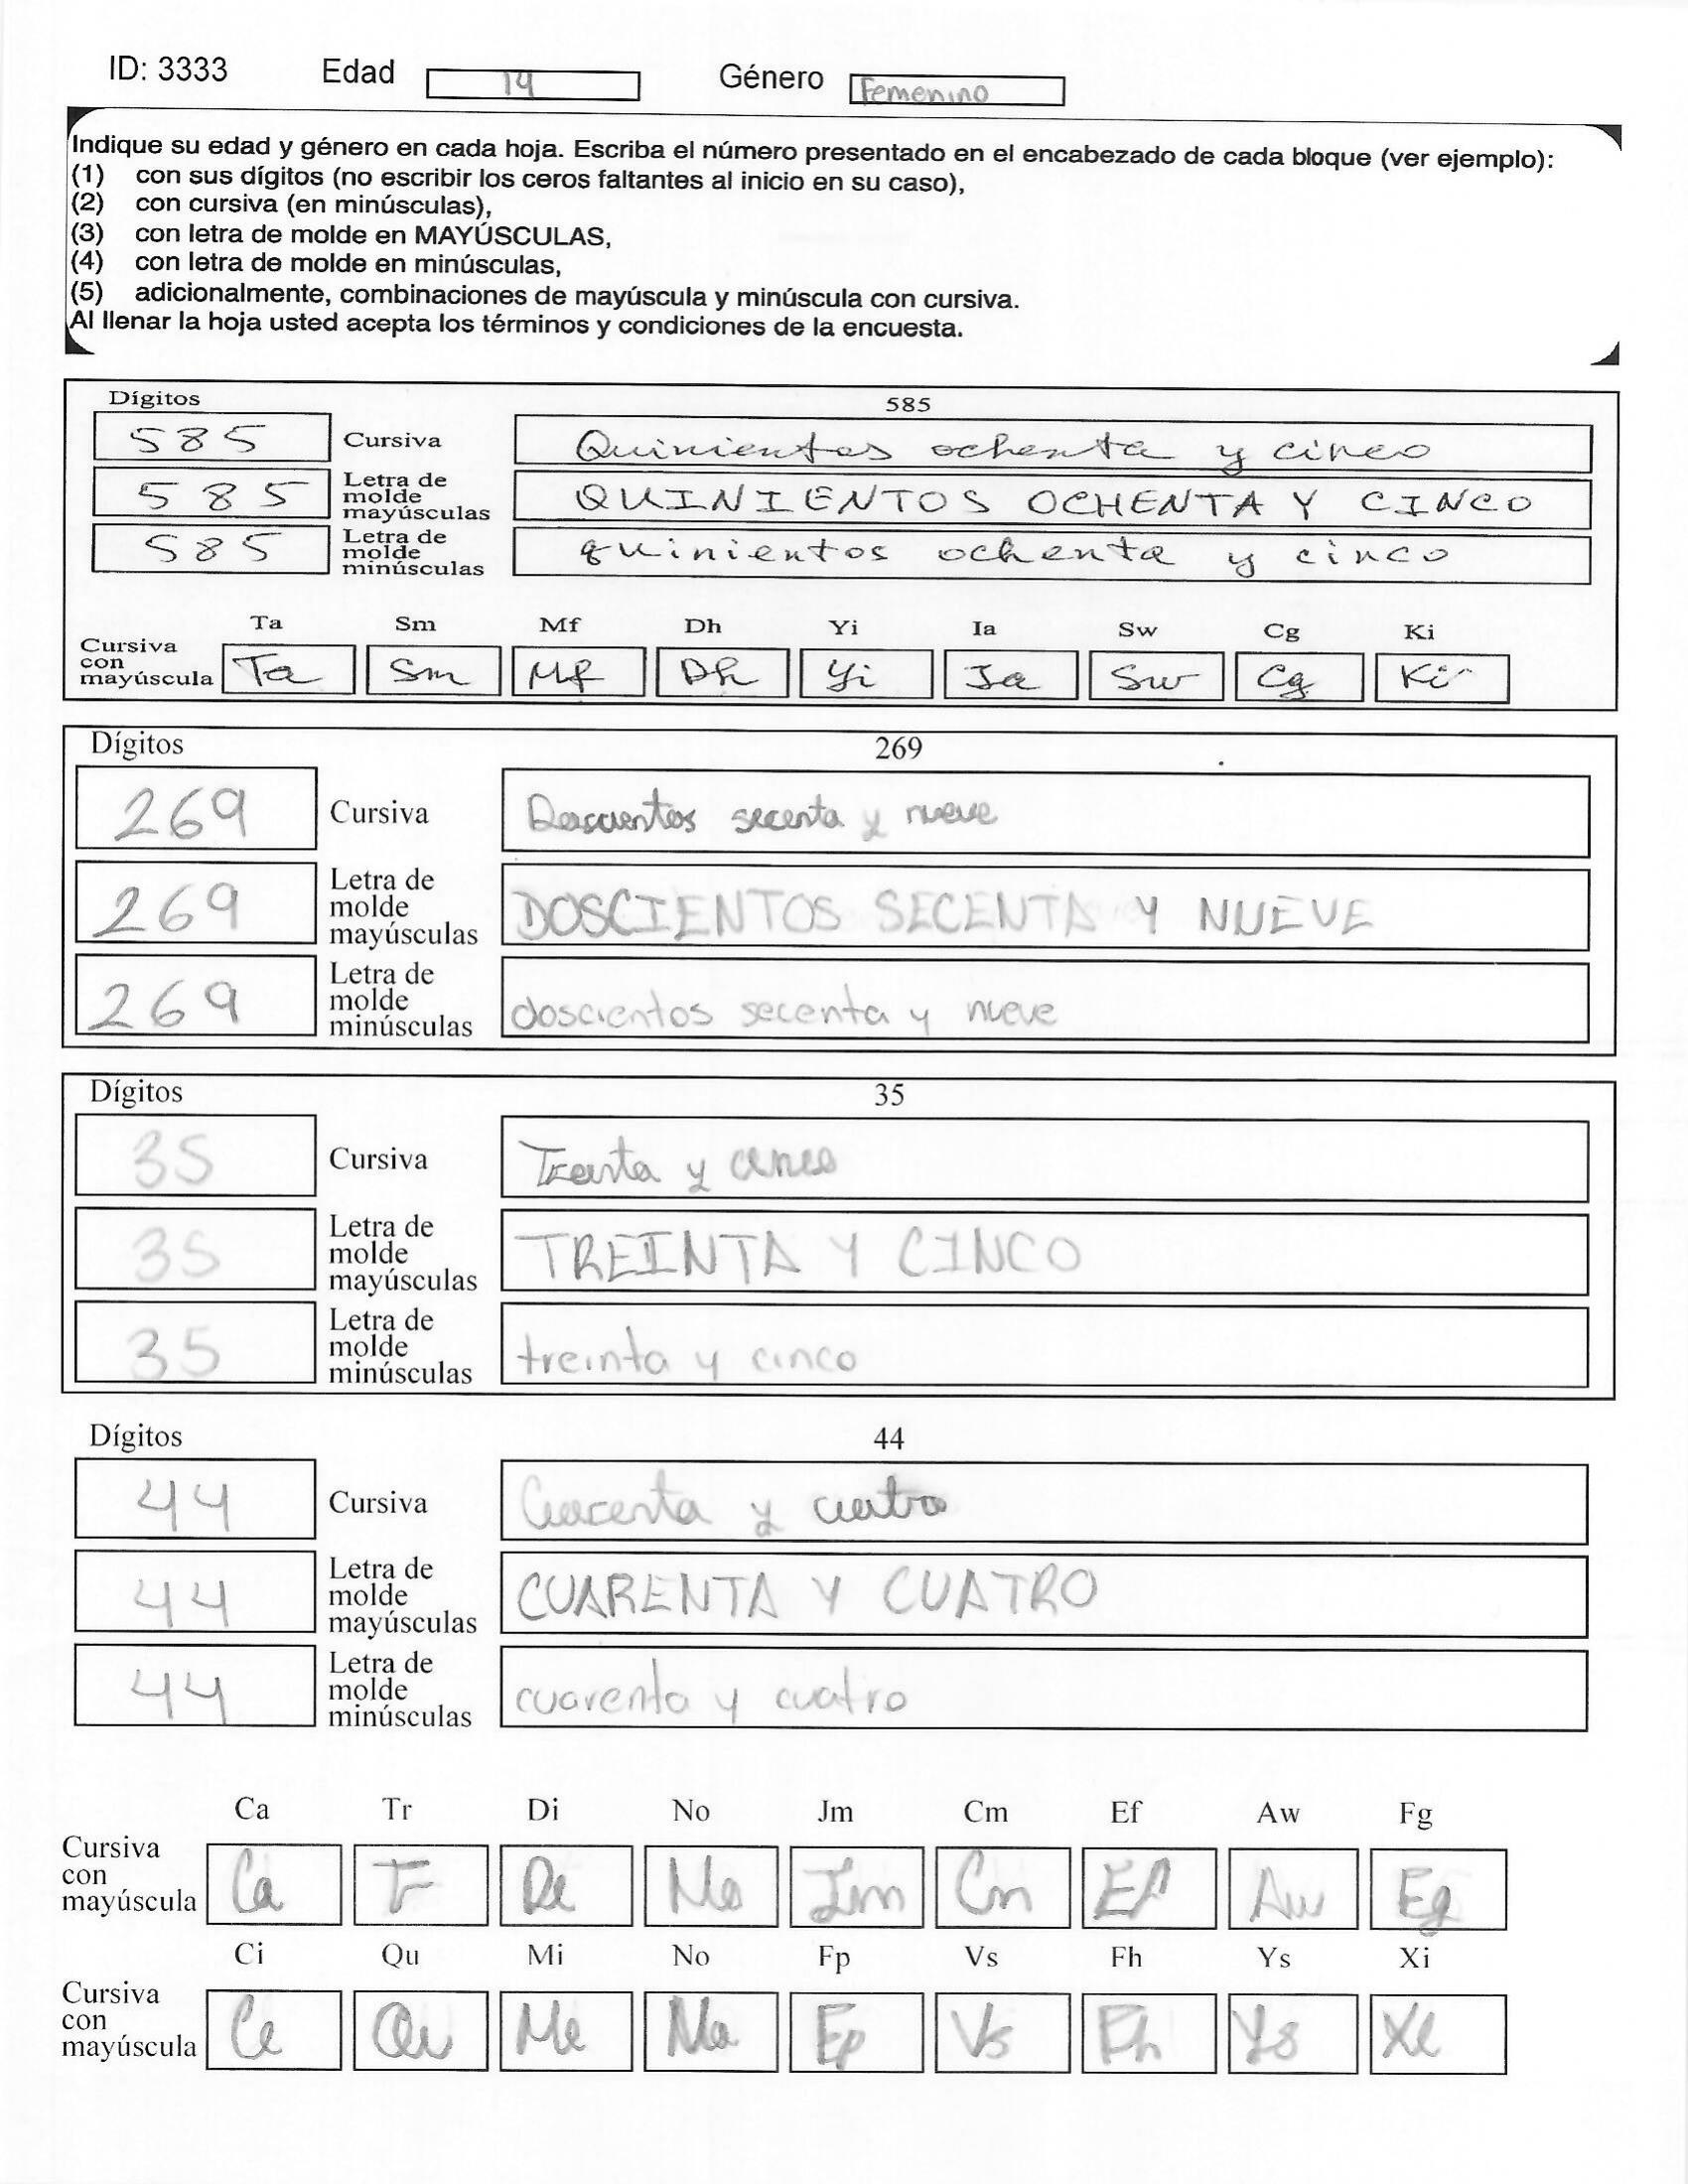 ID: 3333 Edad 14 Género Femenino
Indique su edad y género en cada hoja. Escriba el número presentado en el encabezado de cada bloque (ver ejemplo):
(1) con sus dígitos (no escribir los ceros faltantes al inicio en su caso),
(2) con cursiva (en minúsculas),
(3) con letra de molde en MAYÚSCULAS,
(4) con letra de molde en minúsculas,
(5) adicionalmente, combinaciones de mayúscula y minúscula con cursiva.
Al llenar la hoja usted acepta los términos y condiciones de la encuesta.
Dígitos 585
585 Cursiva Quinientos ochenta y cinco
585 Letra de molde mayúsculas QUINIENTOS OCHENTA Y CINCO
585 Letra de molde minúsculas quinientos ochenta y cinco
Ta Sm Mf Dh Yi Ia Sw Cg Ki
Cursiva con mayúscula Ta Sm Mf Dh Yi Ia Sw Cg Ki
Dígitos 269
269 Cursiva Doscientos secenta y nueve
269 Letra de molde mayúsculas DOSCIENTOS SECENTA Y NUEVE
269 Letra de molde minúsculas doscientos secenta y nueve
Dígitos 35
35 Cursiva Treinta y cinco
35 Letra de molde mayúsculas TREINTA Y CINCO
35 Letra de molde minúsculas treinta y cinco
Dígitos 44
44 Cursiva Cuarenta y cuatro
44 Letra de molde mayúsculas CUARENTA Y CUATRO
44 Letra de molde minúsculas cuarenta y cuatro
Ca Tr Di No Jm Cm Ef Aw Fg
Cursiva con mayúscula Ca Tr Di No Jm Cm Ef Aw Fg
Ci Qu Mi No Fp Vs Fh Ys Xi
Cursiva con mayúscula Ci Qu Mi No Fp Vs Fh Ys Xi